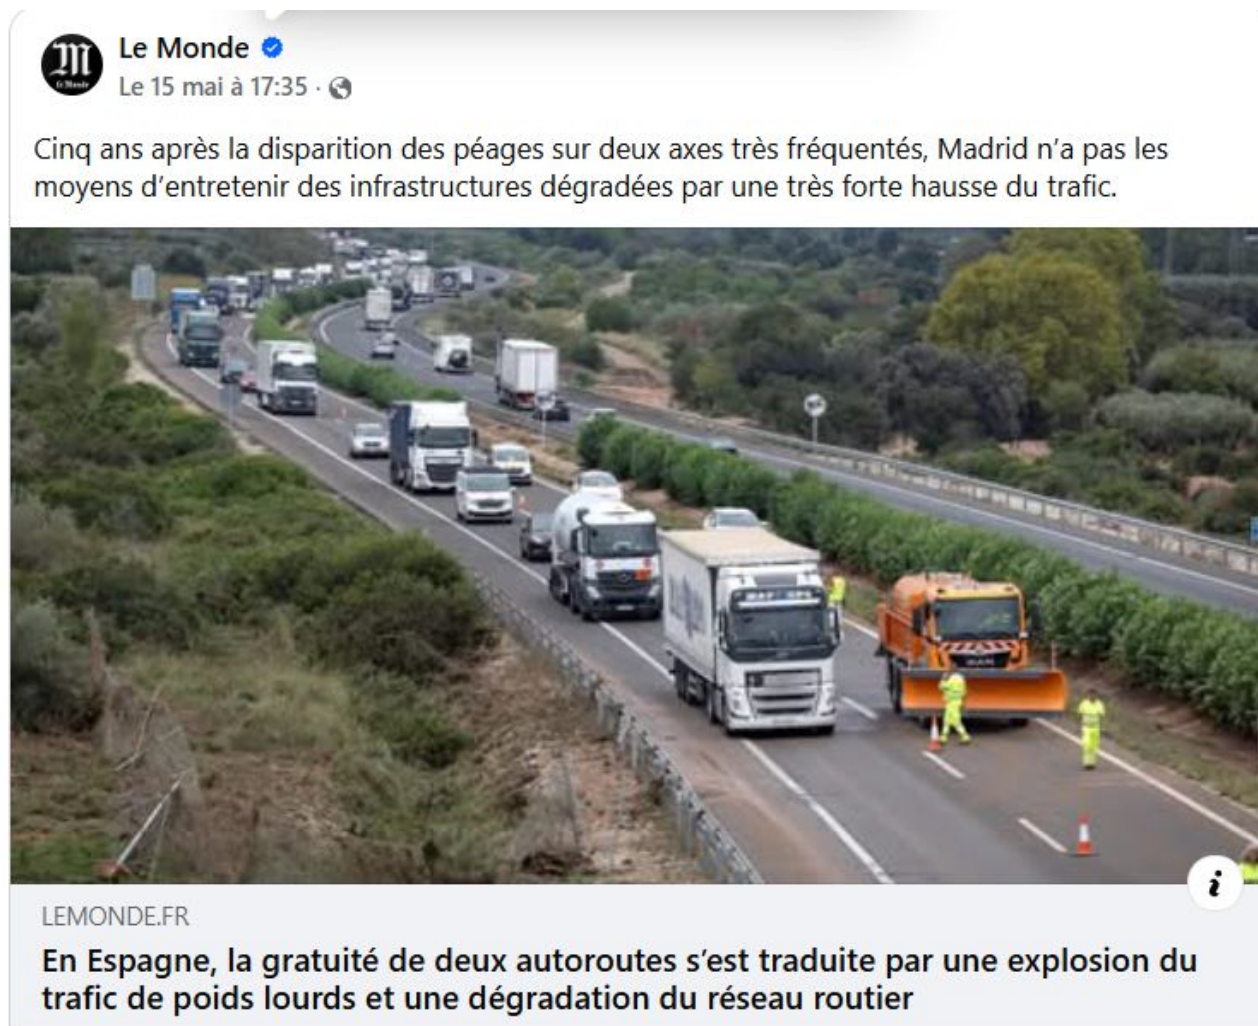 Le Monde
Le 15 mai à 17:35 ·
Cinq ans après la disparition des péages sur deux axes très fréquentés, Madrid n’a pas les
moyens d’entretenir des infrastructures dégradées par une très forte hausse du trafic.
MAN
LEMONDE.FR
En Espagne, la gratuité de deux autoroutes s’est traduite par une explosion du
trafic de poids lourds et une dégradation du réseau routier